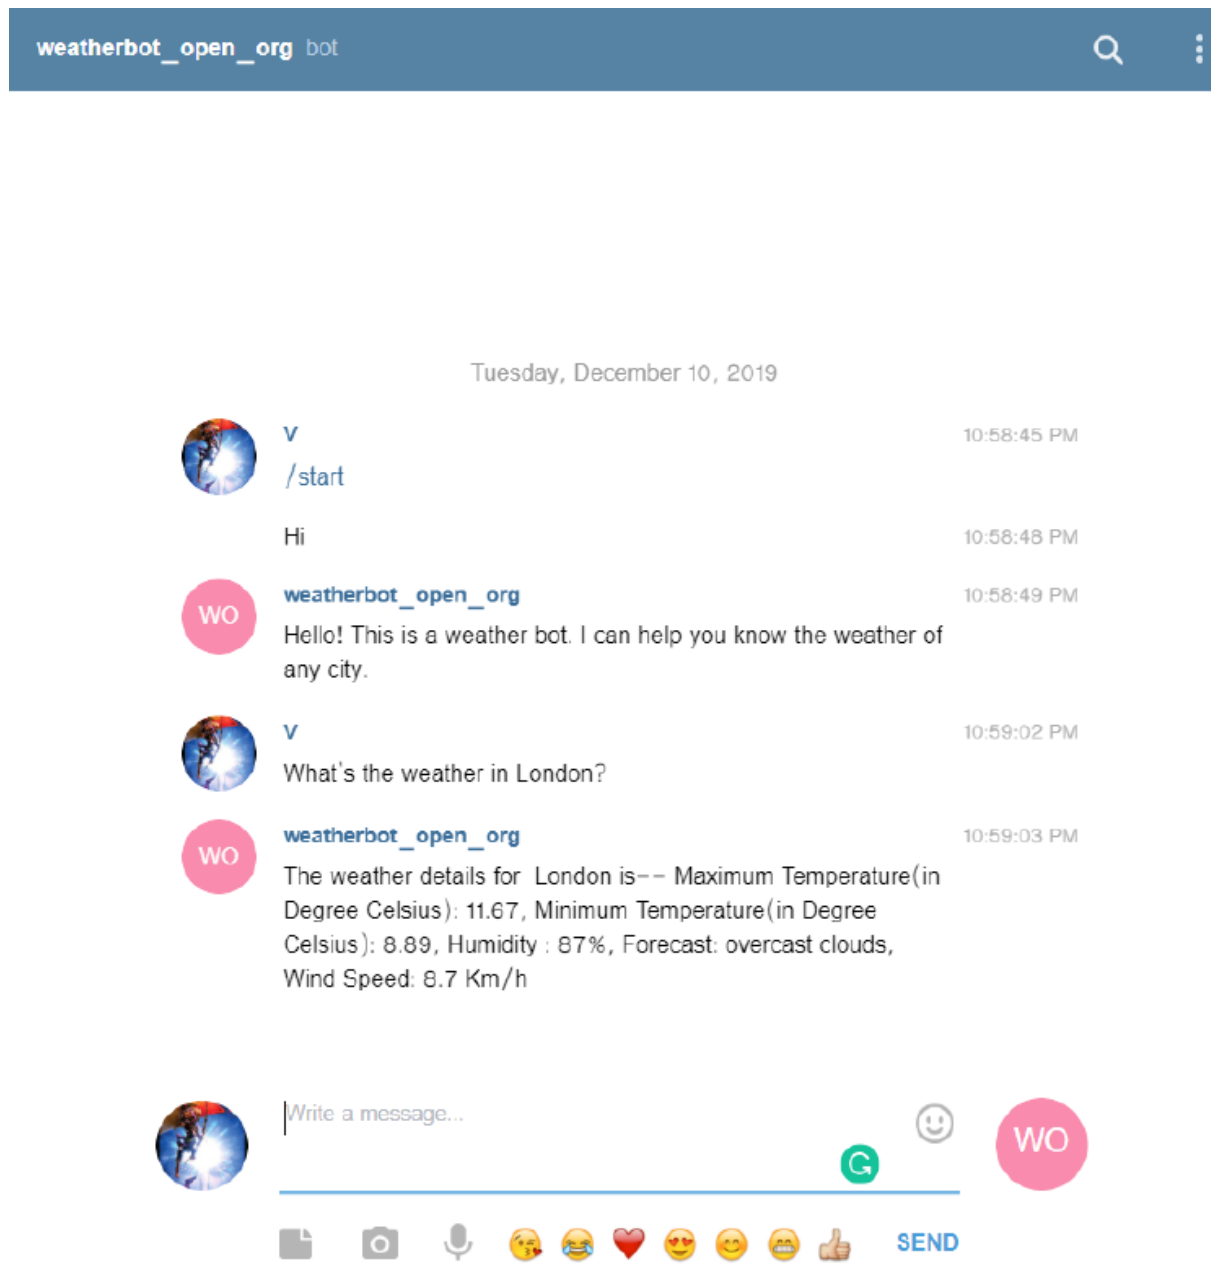 weatherbot_open_org bot
Tuesday, December 10, 2019
V 10:58:45 PM
/start
Hi 10:58:48 PM
weatherbot_open_org 10:58:49 PM
WO
Hello! This is a weather bot. I can help you know the weather of
any city.
V 10:59:02 PM
What's the weather in London?
weatherbot_open_org 10:59:03 PM
WO
The weather details for  London is-- Maximum Temperature(in
Degree Celsius): 11.67, Minimum Temperature(in Degree
Celsius): 8.89, Humidity : 87%, Forecast: overcast clouds,
Wind Speed: 8.7 Km/h
Write a message...
WO
SEND